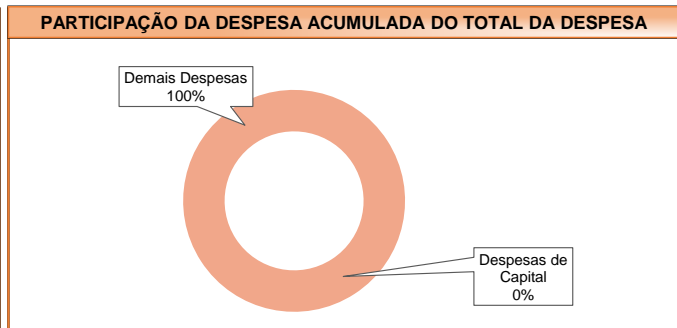 PARTICIPAÇÃO DA DESPESA ACUMULADA DO TOTAL DA DESPESA
Demais Despesas
100%
Despesas de
Capital
0%